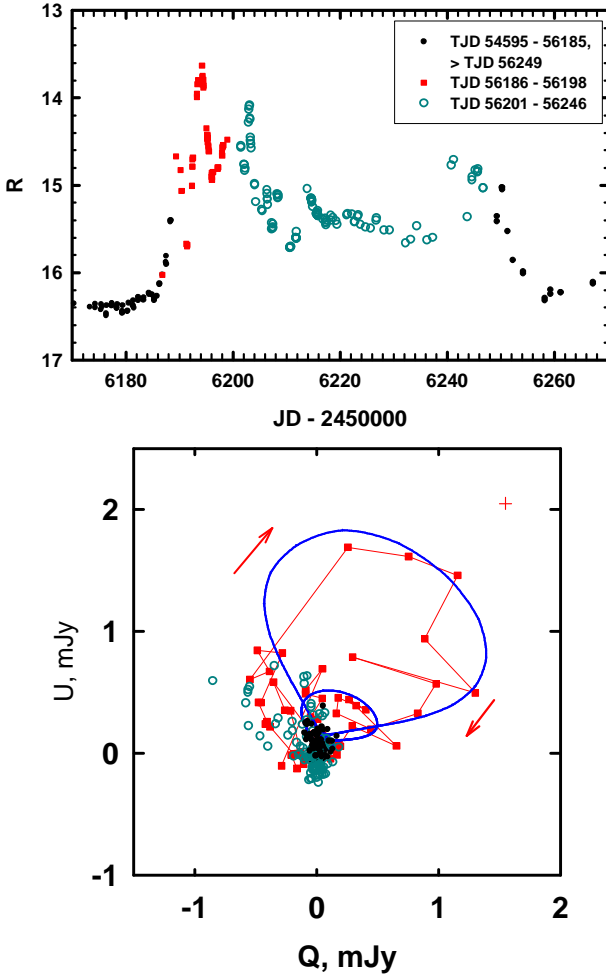 13
14
15
16
17
R
TJD 54595 - 56185,
> TJD 56249
TJD 56186 - 56198
TJD 56201 - 56246
6180 6200 6220 6240 6260
JD - 2450000
2
1
0
-1
U, mJy
-1 0 1 2
Q, mJy